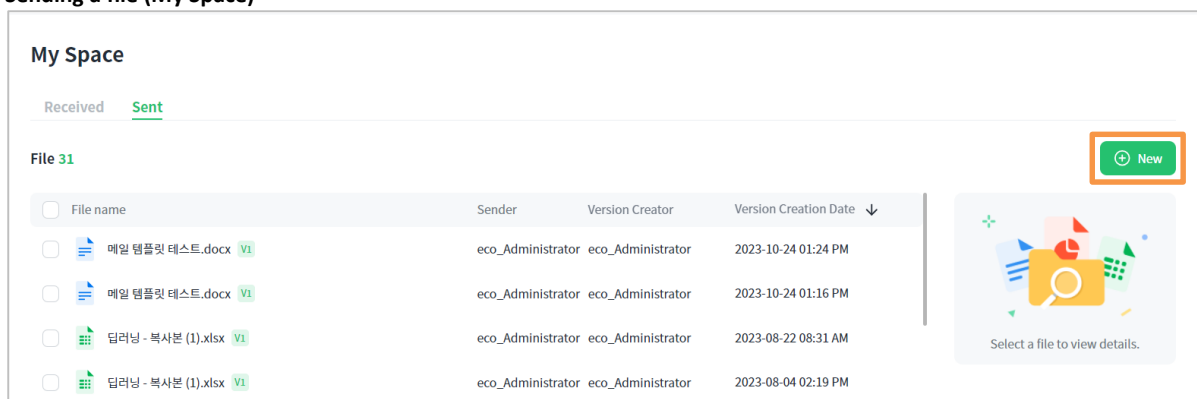 Sending a file (My Space)
My Space
Received Sent
File 31
New
File name Sender Version Creator Version Creation Date
메일 템플릿 테스트.docx V1 eco_Administrator eco_Administrator 2023-10-24 01:24 PM
메일 템플릿 테스트.docx V1 eco_Administrator eco_Administrator 2023-10-24 01:16 PM
딥러닝 - 복사본 (1).xlsx V1 eco_Administrator eco_Administrator 2023-08-22 08:31 AM
Select a file to view details.
딥러닝 - 복사본 (1).xlsx V1 eco_Administrator eco_Administrator 2023-08-04 02:19 PM